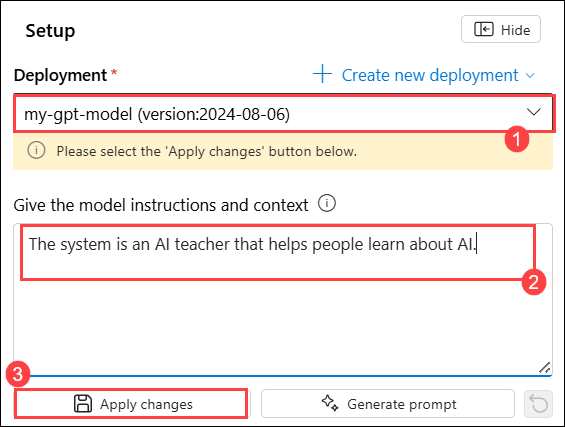 Setup
Hide
Deployment *
Create new deployment
my-gpt-model (version:2024-08-06)
1
Please select the 'Apply changes' button below.
Give the model instructions and context
The system is an AI teacher that helps people learn about AI.
2
3
Apply changes
Generate prompt